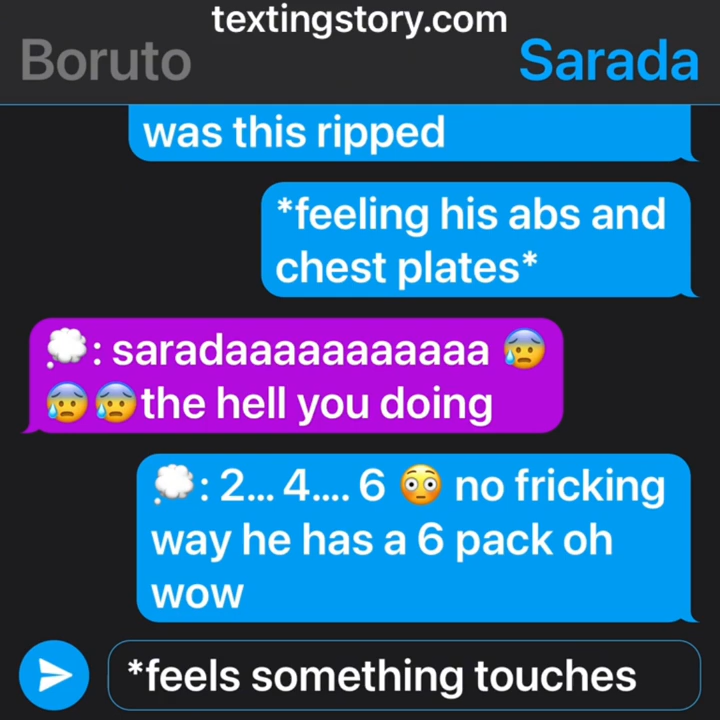 textingstory.com
Boruto
Sarada
was this ripped
*feeling his abs and
chest plates*
💭: saradaaaaaaaaaaa 😰
😰😰the hell you doing
💭: 2... 4.... 6 😳 no fricking
way he has a 6 pack oh
wow
*feels something touches